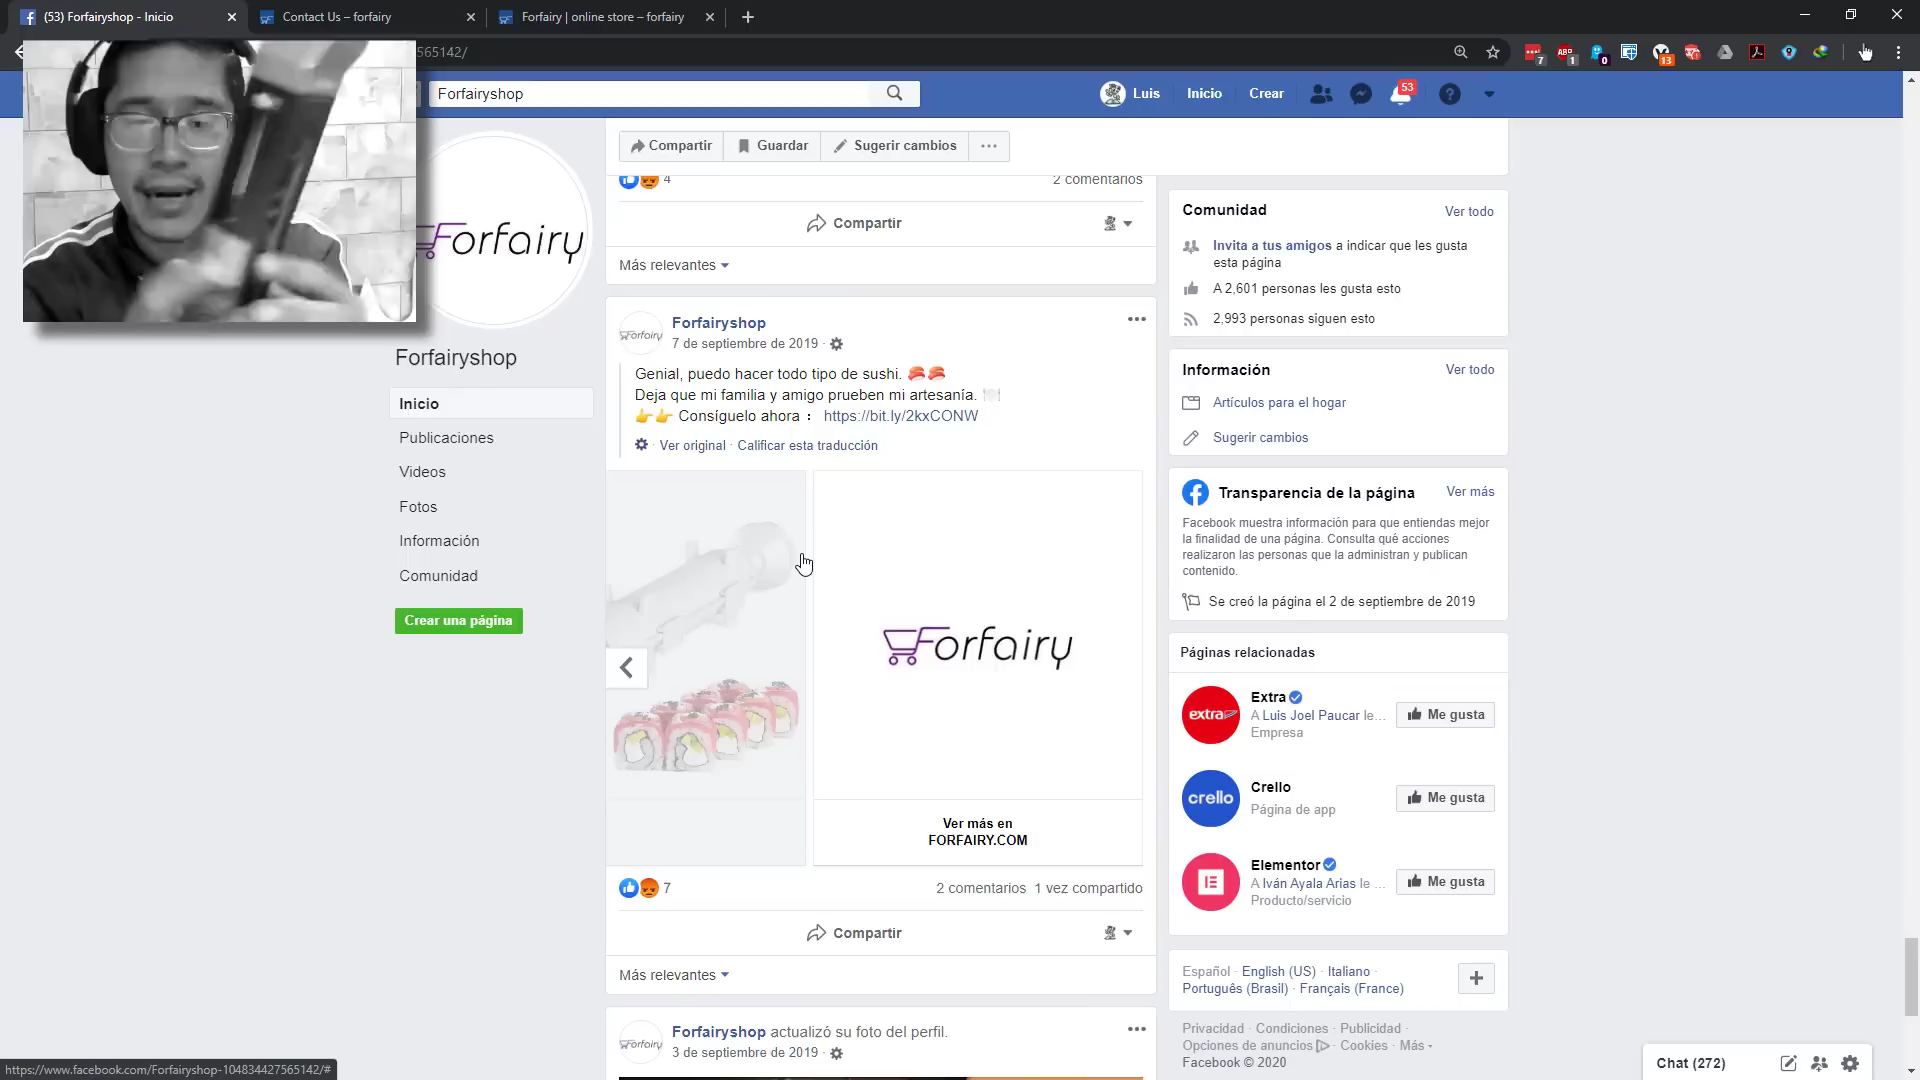 (53) Forfairyshop - Inicio
Contact Us – forfairy
Forfairy | online store – forfairy
565142/
7
1
0
13
Forfairyshop
Luis
Inicio
Crear
53
Compartir
Guardar
Sugerir cambios
4
2 comentarios
Compartir
Más relevantes
Forfairy
Forfairyshop
Inicio
Publicaciones
Videos
Fotos
Información
Comunidad
Crear una página
Forfairy
Forfairyshop
7 de septiembre de 2019 ·
Genial, puedo hacer todo tipo de sushi.
Deja que mi familia y amigo prueben mi artesanía.
Consíguelo ahora： https://bit.ly/2kxCONW
· Ver original · Calificar esta traducción
Forfairy
Ver más en
FORFAIRY.COM
7
2 comentarios 1 vez compartido
Compartir
Más relevantes
Forfairy
Forfairyshop actualizó su foto del perfil.
3 de septiembre de 2019 ·
Comunidad
Ver todo
Invita a tus amigos a indicar que les gusta
esta página
A 2,601 personas les gusta esto
2,993 personas siguen esto
Información
Ver todo
Artículos para el hogar
Sugerir cambios
Transparencia de la página
Ver más
Facebook muestra información para que entiendas mejor
la finalidad de una página. Consulta qué acciones
realizaron las personas que la administran y publican
contenido.
Se creó la página el 2 de septiembre de 2019
Páginas relacionadas
extra
Extra
A Luis Joel Paucar le...
Empresa
Me gusta
crello
Crello
Página de app
Me gusta
Elementor
A Iván Ayala Arias le ...
Producto/servicio
Me gusta
Español · English (US) · Italiano ·
Português (Brasil) · Français (France)
Privacidad · Condiciones · Publicidad ·
Opciones de anuncios · Cookies · Más
Facebook © 2020
Chat (272)
https://www.facebook.com/Forfairyshop-104834427565142/#